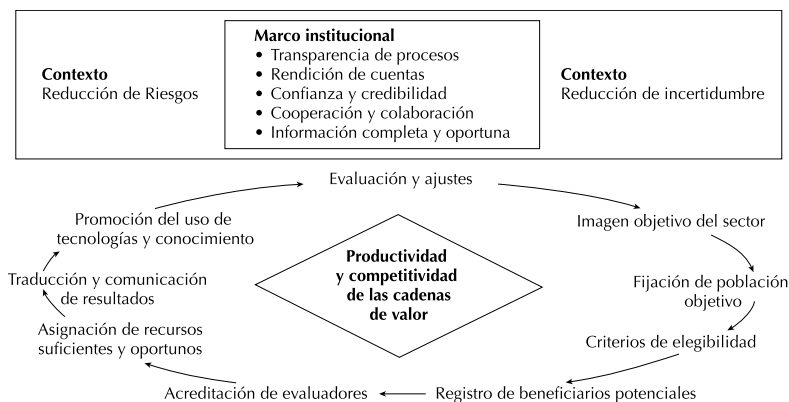 Marco institucional
• Transparencia de procesos
• Rendición de cuentas
• Confianza y credibilidad
• Cooperación y colaboración
• Información completa y oportuna
Contexto
Reducción de Riesgos
Contexto
Reducción de incertidumbre
Evaluación y ajustes
Imagen objetivo del sector
Fijación de población
objetivo
Criterios de elegibilidad
Registro de beneficiarios potenciales
Acreditación de evaluadores
Asignación de recursos
suficientes y oportunos
Traducción y comunicación
de resultados
Promoción del uso de
tecnologías y conocimiento
Productividad
y competitividad
de las cadenas
de valor